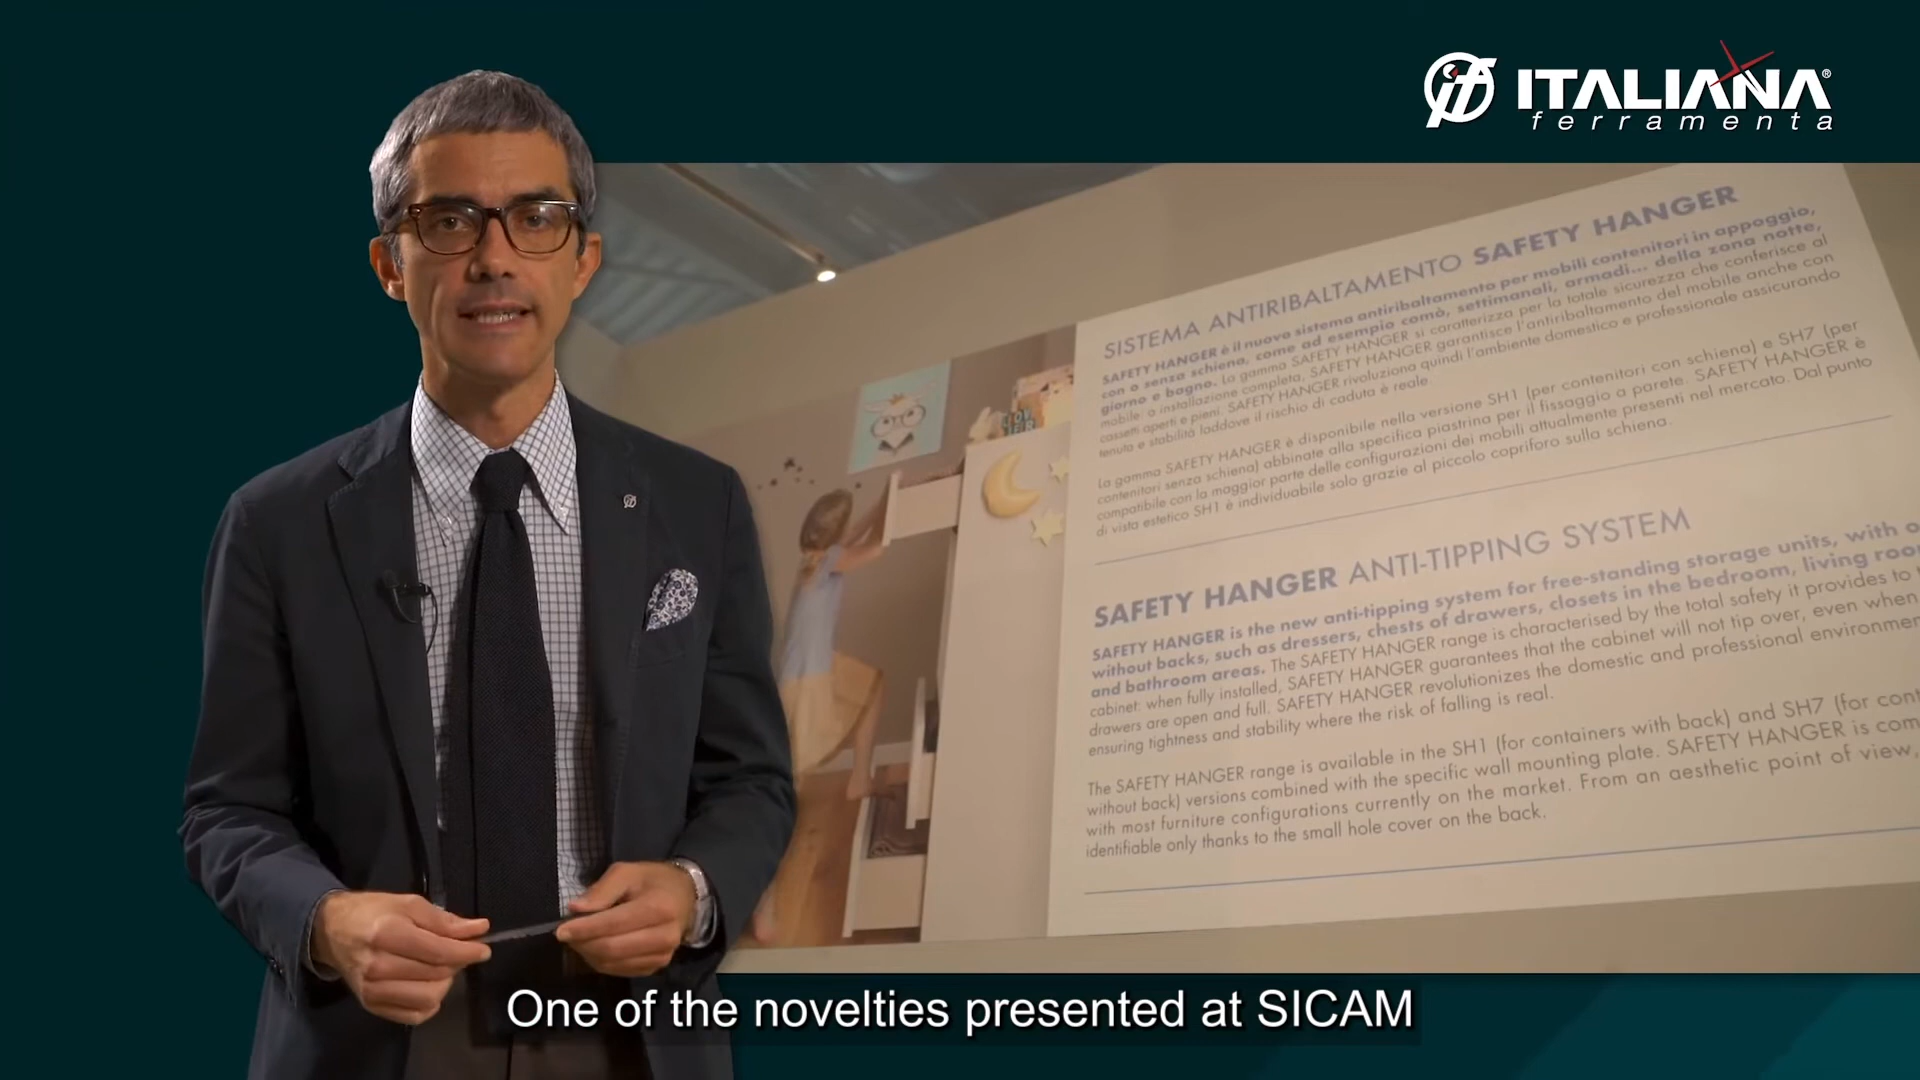 ITALIANA®
ferramenta
SISTEMA ANTIRIBALTAMENTO SAFETY HANGER
SAFETY HANGER è il nuovo sistema antiribaltamento per mobili contenitori in appoggio,
con o senza schiena, come ad esempio comò, settimanali, armadi... della zona notte,
giorno e bagno. La gamma SAFETY HANGER si caratterizza per la totale sicurezza che conferisce al
mobile: a installazione completa, SAFETY HANGER garantisce l'antiribaltamento del mobile anche con
cassetti aperti e pieni. SAFETY HANGER rivoluziona quindi l'ambiente domestico e professionale assicurando
tenuta e stabilità laddove il rischio di caduta è reale.
La gamma SAFETY HANGER è disponibile nella versione SH1 (per contenitori con schiena) e SH7 (per
contenitori senza schiena) abbinate alla specifica piastrina per il fissaggio a parete. SAFETY HANGER è
compatibile con la maggior parte delle configurazioni dei mobili attualmente presenti nel mercato. Dal punto
di vista estetico SH1 è individuabile solo grazie al piccolo copriforo sulla schiena.
SAFETY HANGER ANTI-TIPPING SYSTEM
SAFETY HANGER is the new anti-tipping system for free-standing storage units, with o
without backs, such as dressers, chests of drawers, closets in the bedroom, living roo
and bathroom areas. The SAFETY HANGER range is characterised by the total safety it provides to
cabinet: when fully installed, SAFETY HANGER guarantees that the cabinet will not tip over, even when
drawers are open and full. SAFETY HANGER revolutionizes the domestic and professional environmen
ensuring tightness and stability where the risk of falling is real.
The SAFETY HANGER range is available in the SH1 (for containers with back) and SH7 (for cont
without back) versions combined with the specific wall mounting plate. SAFETY HANGER is com
with most furniture configurations currently on the market. From an aesthetic point of view,
identifiable only thanks to the small hole cover on the back.
One of the novelties presented at SICAM